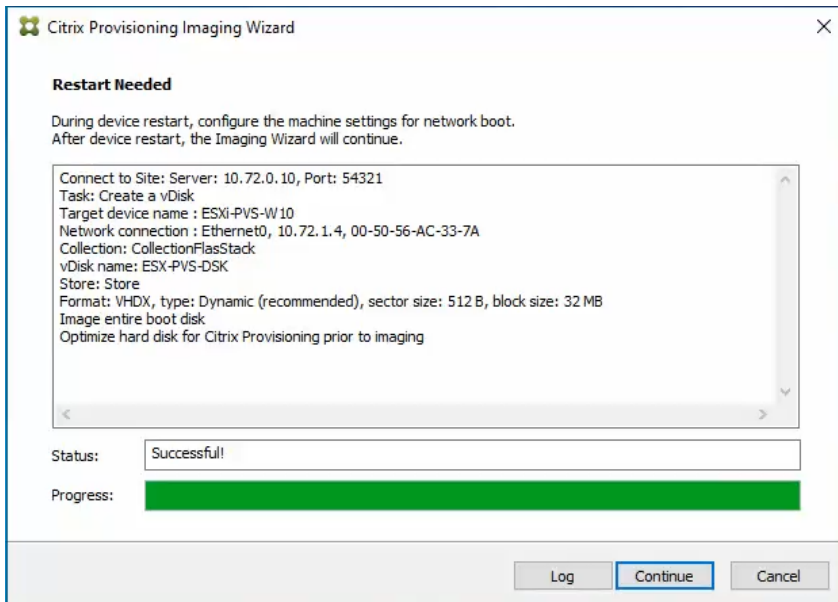 Citrix Provisioning Imaging Wizard
Restart Needed
During device restart, configure the machine settings for network boot.
After device restart, the Imaging Wizard will continue.
Connect to Site: Server: 10.72.0.10, Port: 54321
Task: Create a vDisk
Target device name : ESXi-PVS-W10
Network connection : Ethernet0, 10.72.1.4, 00-50-56-AC-33-7A
Collection: CollectionFlasStack
vDisk name: ESX-PVS-DSK
Store: Store
Format: VHDX, type: Dynamic (recommended), sector size: 512 B, block size: 32 MB
Image entire boot disk
Optimize hard disk for Citrix Provisioning prior to imaging
Status: Successful!
Progress:
Log Continue Cancel